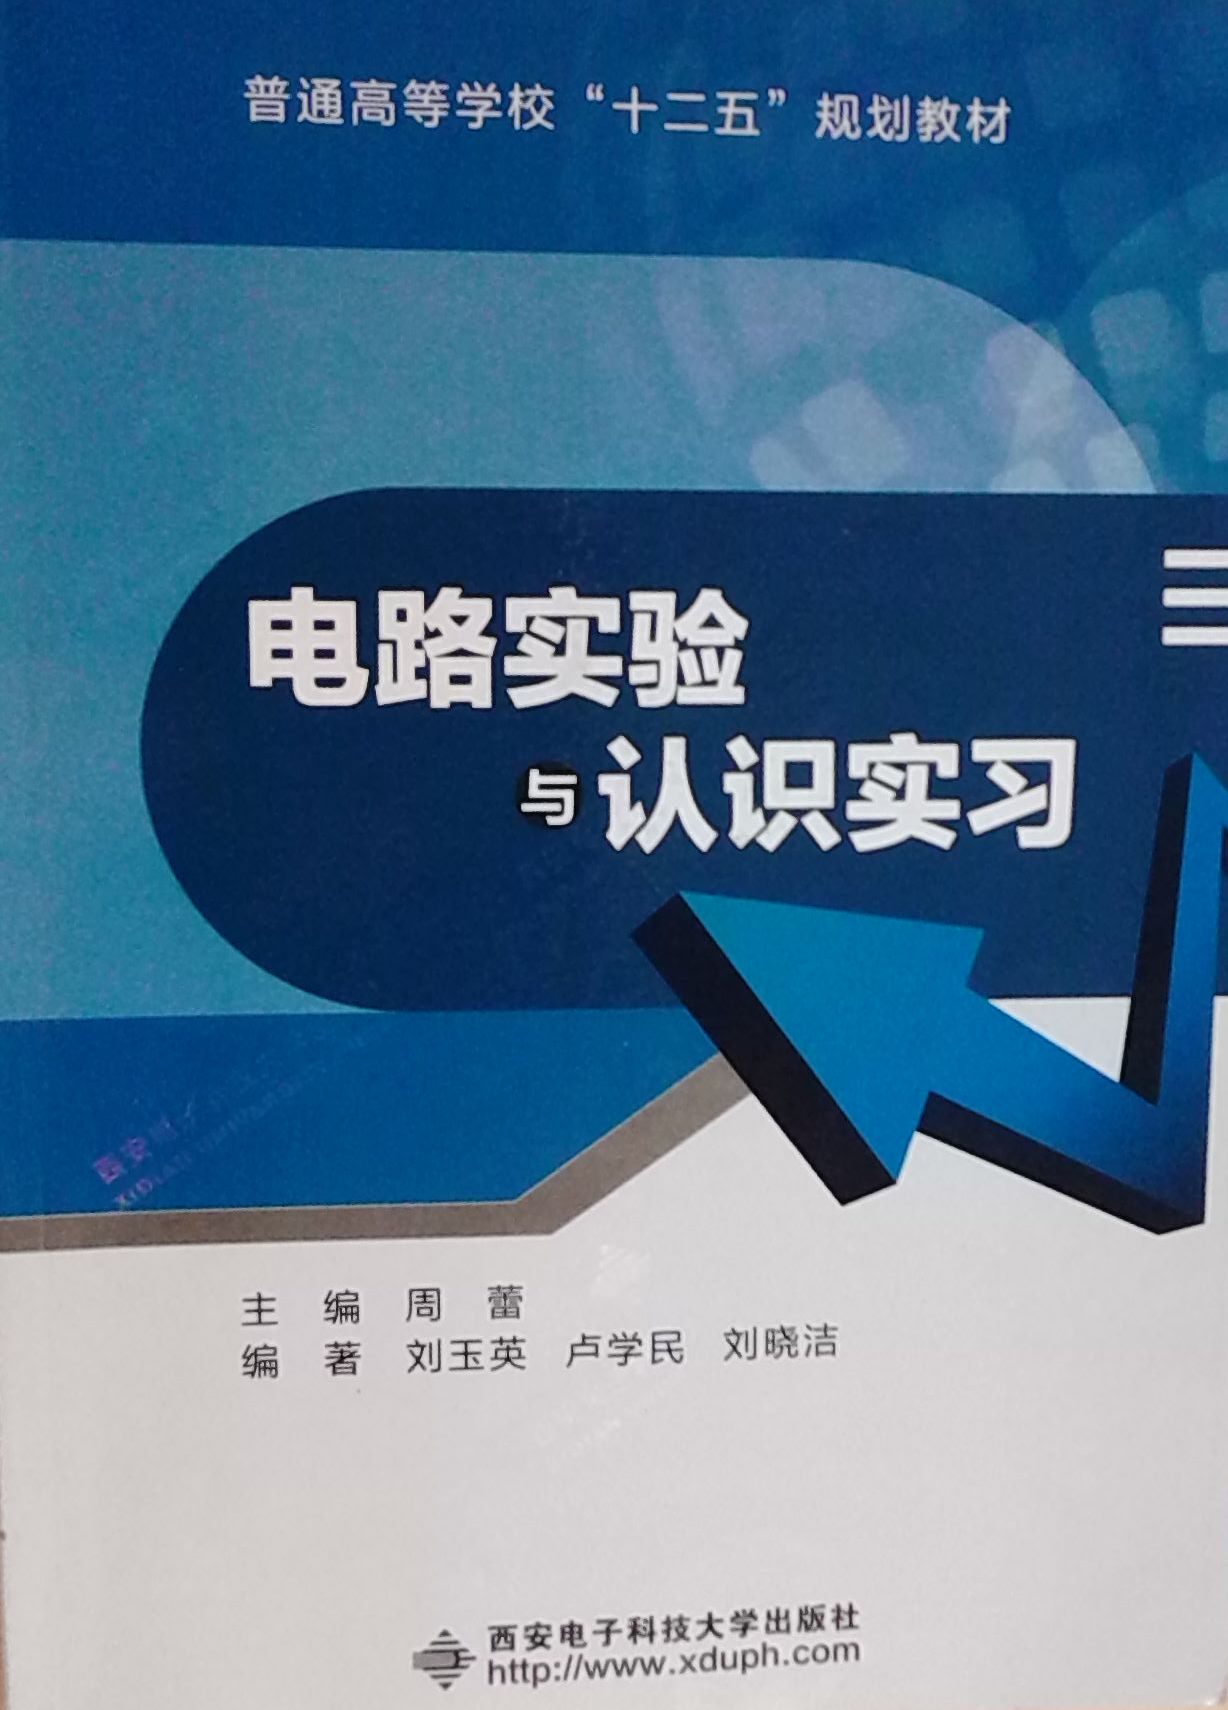 普通高等学校“十二五”规划教材
电路实验
与认识实习
主 编 周 蕾
编 著 刘玉英 卢学民 刘晓洁
西安电子科技大学出版社
http://www.xduph.com